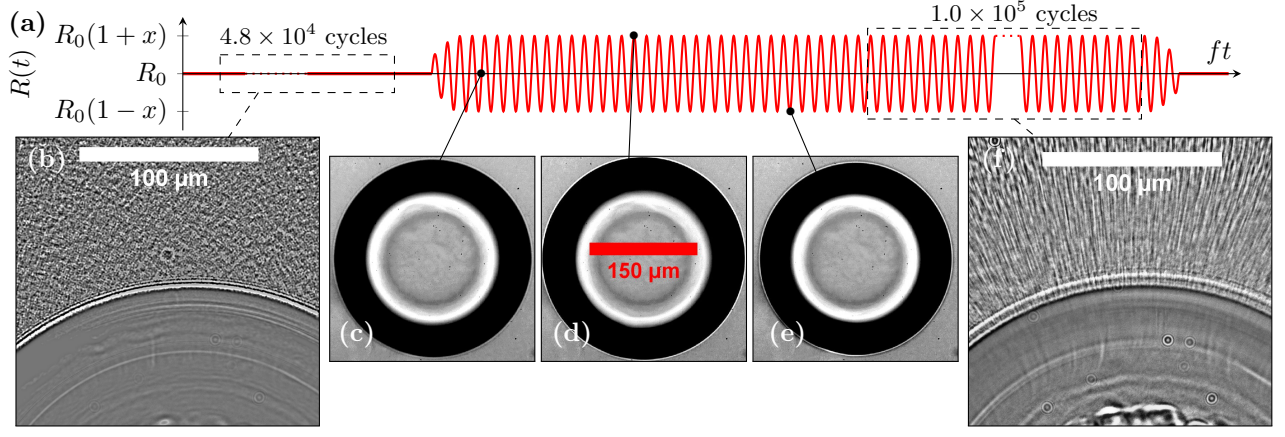 (a)
R(t)
R₀(1 + x)
R₀
R₀(1 − x)
4.8 × 10⁴ cycles
1.0 × 10⁵ cycles
ft
(b)
100 µm
(c)
(d)
150 µm
(e)
(f)
100 µm